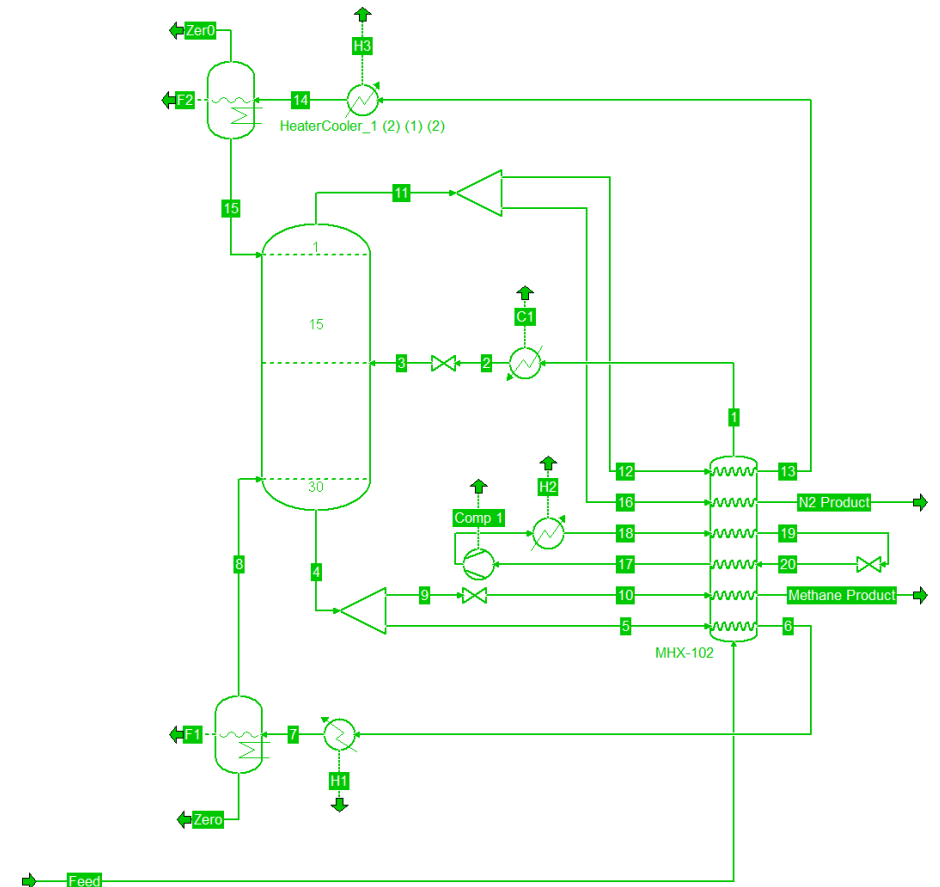 Zer0
H3
F2
14
HeaterCooler_1 (2) (1) (2)
11
15
1
15
C1
3
2
1
12
13
30
H2
16
N2 Product
Comp 1
18
19
8
4
17
20
9
10
Methane Product
5
6
MHX-102
F1
7
H1
Zero
Feed